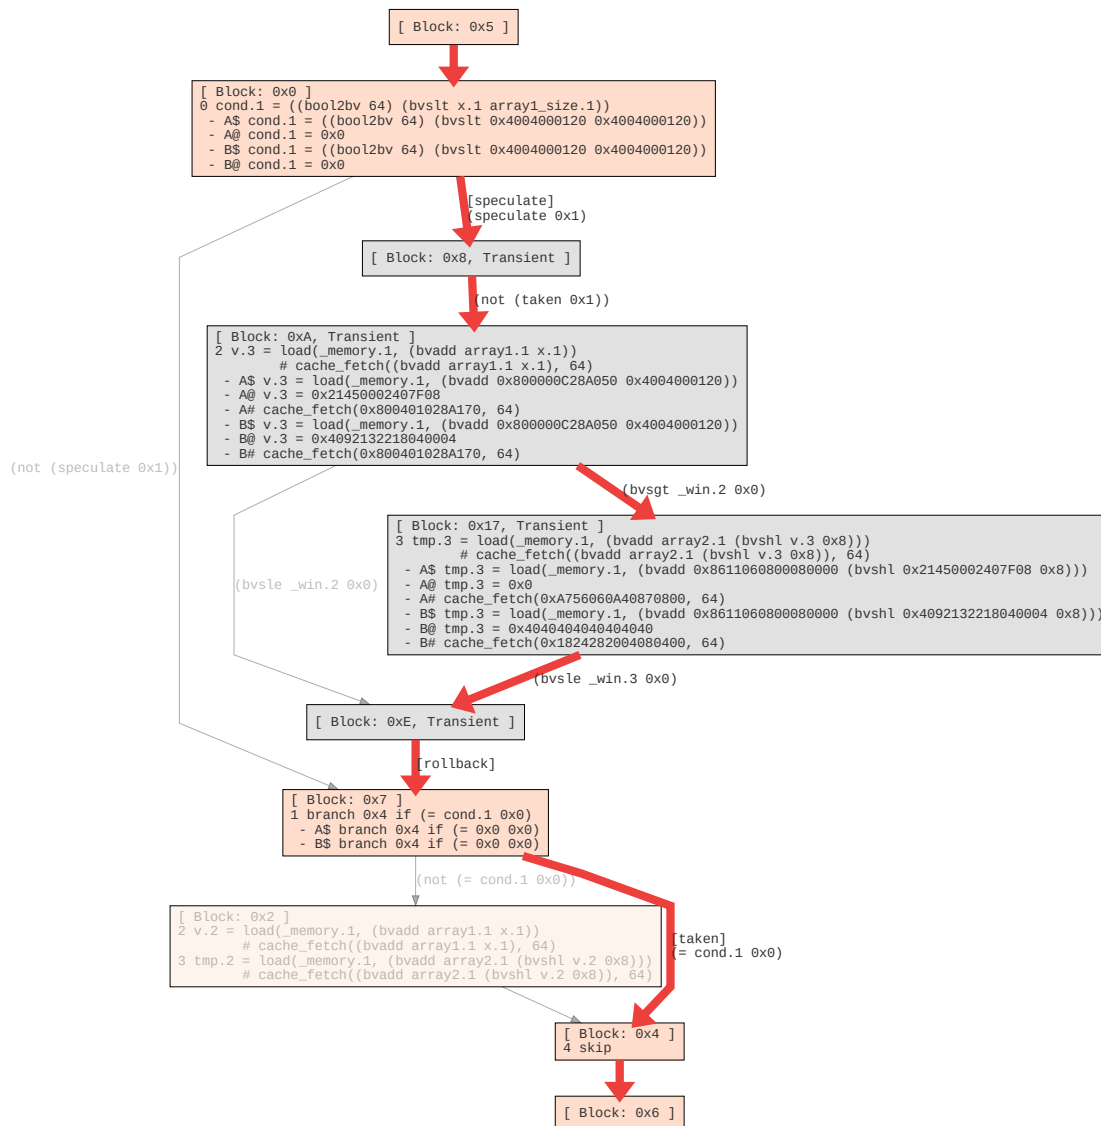 [ Block: 0x5 ]
[ Block: 0x0 ]
0 cond.1 = ((bool2bv 64) (bvslt x.1 array1_size.1))
- A$ cond.1 = ((bool2bv 64) (bvslt 0x4004000120 0x4004000120))
- A@ cond.1 = 0x0
- B$ cond.1 = ((bool2bv 64) (bvslt 0x4004000120 0x4004000120))
- B@ cond.1 = 0x0
[speculate]
(speculate 0x1)
[ Block: 0x8, Transient ]
(not (taken 0x1))
[ Block: 0xA, Transient ]
2 v.3 = load(_memory.1, (bvadd array1.1 x.1))
# cache_fetch((bvadd array1.1 x.1), 64)
- A$ v.3 = load(_memory.1, (bvadd 0x800000C28A050 0x4004000120))
- A@ v.3 = 0x21450002407F08
- A# cache_fetch(0x800401028A170, 64)
- B$ v.3 = load(_memory.1, (bvadd 0x800000C28A050 0x4004000120))
- B@ v.3 = 0x4092132218040004
- B# cache_fetch(0x800401028A170, 64)
(not (speculate 0x1))
(bvsgt _win.2 0x0)
[ Block: 0x17, Transient ]
3 tmp.3 = load(_memory.1, (bvadd array2.1 (bvshl v.3 0x8)))
# cache_fetch((bvadd array2.1 (bvshl v.3 0x8)), 64)
- A$ tmp.3 = load(_memory.1, (bvadd 0x8611060800080000 (bvshl 0x21450002407F08 0x8)))
- A@ tmp.3 = 0x0
- A# cache_fetch(0xA756060A40870800, 64)
- B$ tmp.3 = load(_memory.1, (bvadd 0x8611060800080000 (bvshl 0x4092132218040004 0x8)))
- B@ tmp.3 = 0x4040404040404040
- B# cache_fetch(0x1824282004080400, 64)
(bvsle _win.2 0x0)
(bvsle _win.3 0x0)
[ Block: 0xE, Transient ]
[rollback]
[ Block: 0x7 ]
1 branch 0x4 if (= cond.1 0x0)
- A$ branch 0x4 if (= 0x0 0x0)
- B$ branch 0x4 if (= 0x0 0x0)
(not (= cond.1 0x0))
[ Block: 0x2 ]
2 v.2 = load(_memory.1, (bvadd array1.1 x.1))
# cache_fetch((bvadd array1.1 x.1), 64)
3 tmp.2 = load(_memory.1, (bvadd array2.1 (bvshl v.2 0x8)))
# cache_fetch((bvadd array2.1 (bvshl v.2 0x8)), 64)
[taken]
(= cond.1 0x0)
[ Block: 0x4 ]
4 skip
[ Block: 0x6 ]